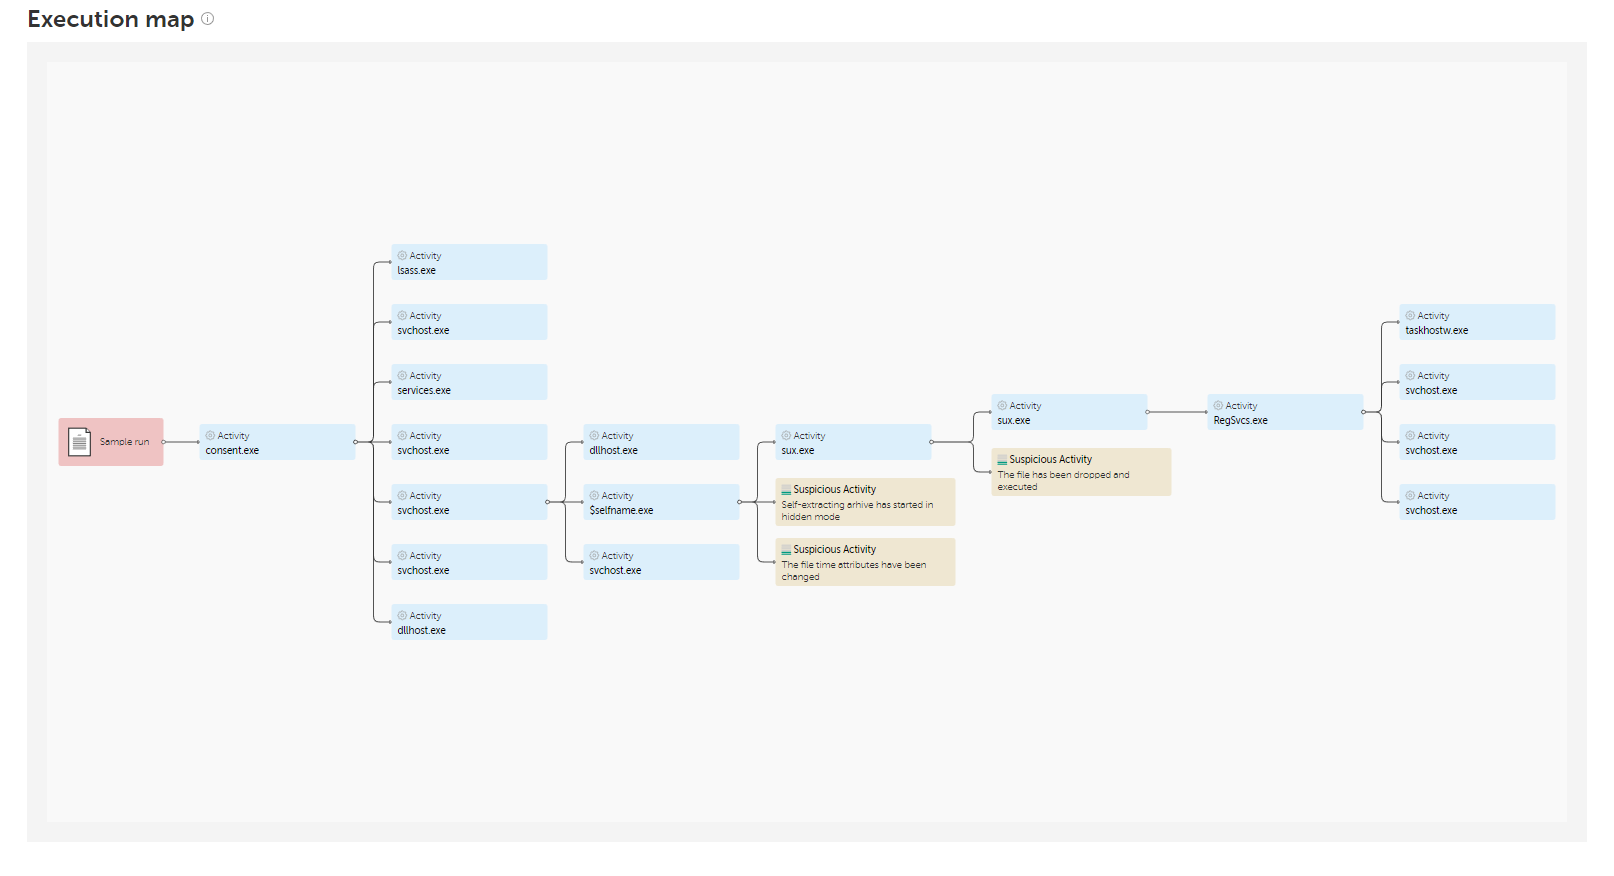 Execution map
Sample run
Activity
consent.exe
Activity
lsass.exe
Activity
svchost.exe
Activity
services.exe
Activity
svchost.exe
Activity
svchost.exe
Activity
svchost.exe
Activity
dllhost.exe
Activity
dllhost.exe
Activity
$selfname.exe
Activity
svchost.exe
Activity
sux.exe
Suspicious Activity
Self-extracting arhive has started in
hidden mode
Suspicious Activity
The file time attributes have been
changed
Activity
sux.exe
Suspicious Activity
The file has been dropped and
executed
Activity
RegSvcs.exe
Activity
taskhostw.exe
Activity
svchost.exe
Activity
svchost.exe
Activity
svchost.exe